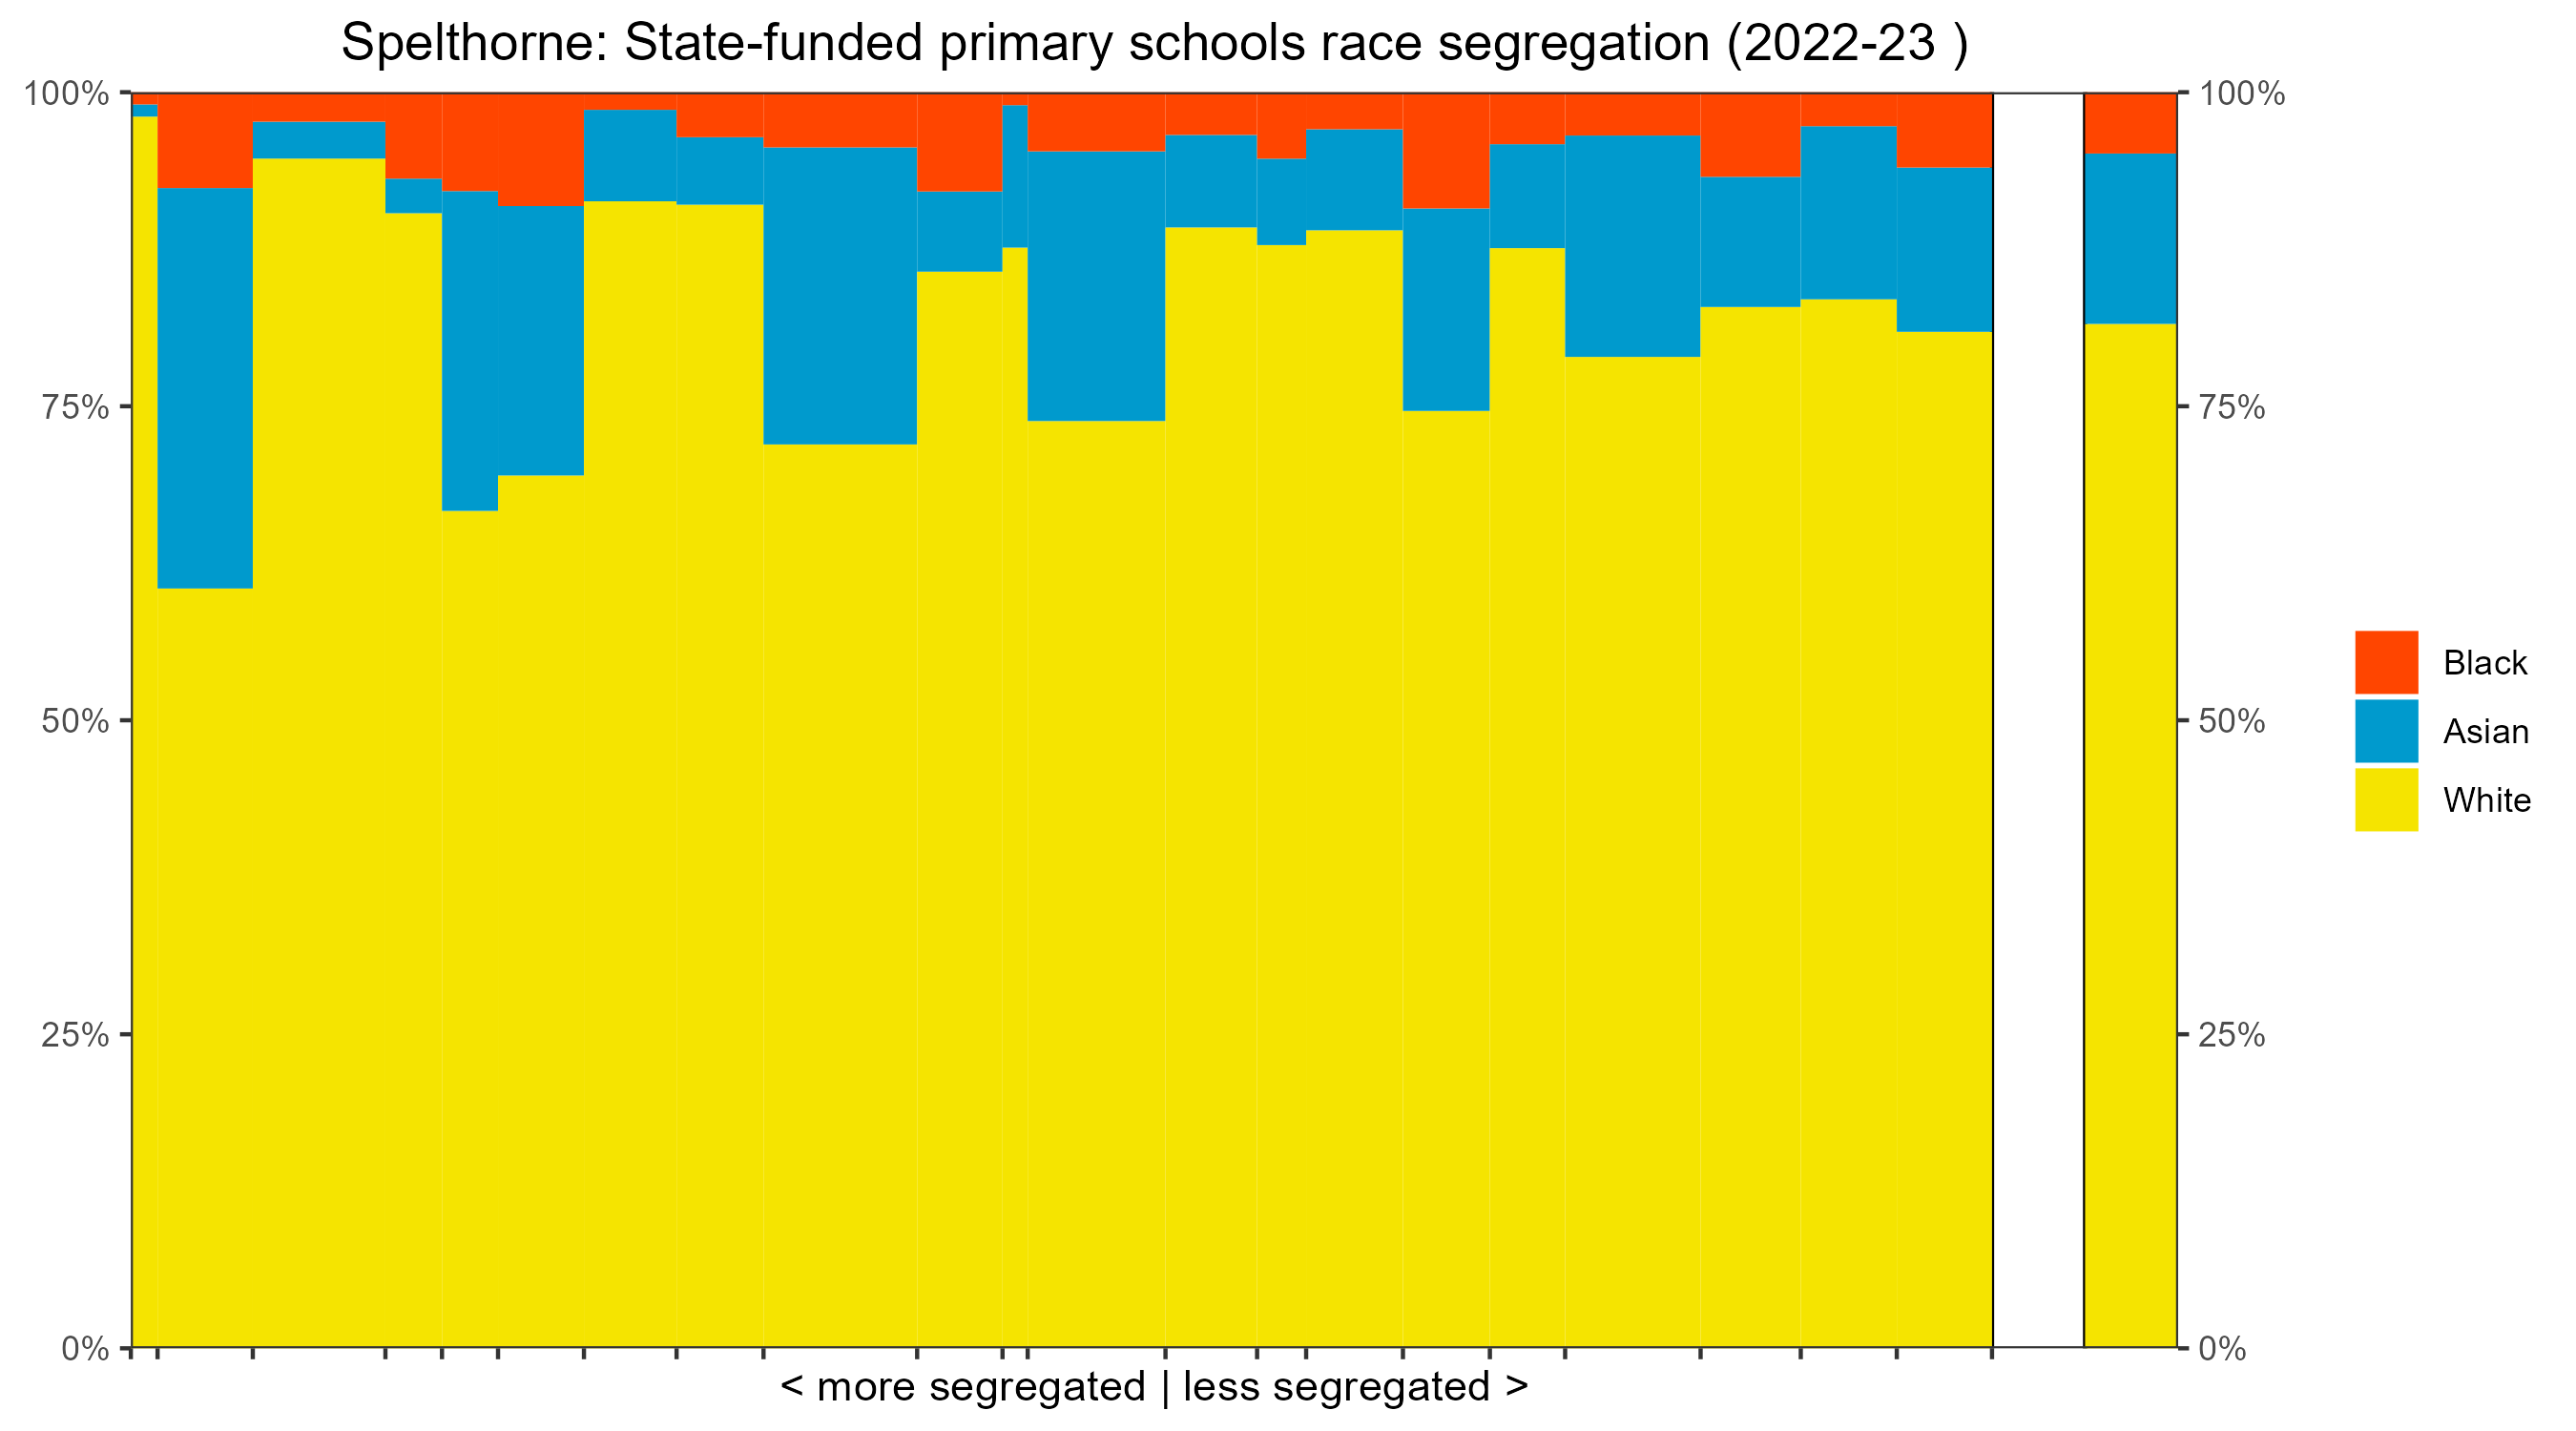 Spelthorne: State-funded primary schools race segregation (2022-23 )
100%
75%
50%
25%
0%
100%
75%
50%
25%
0%
Black
Asian
White
< more segregated | less segregated >